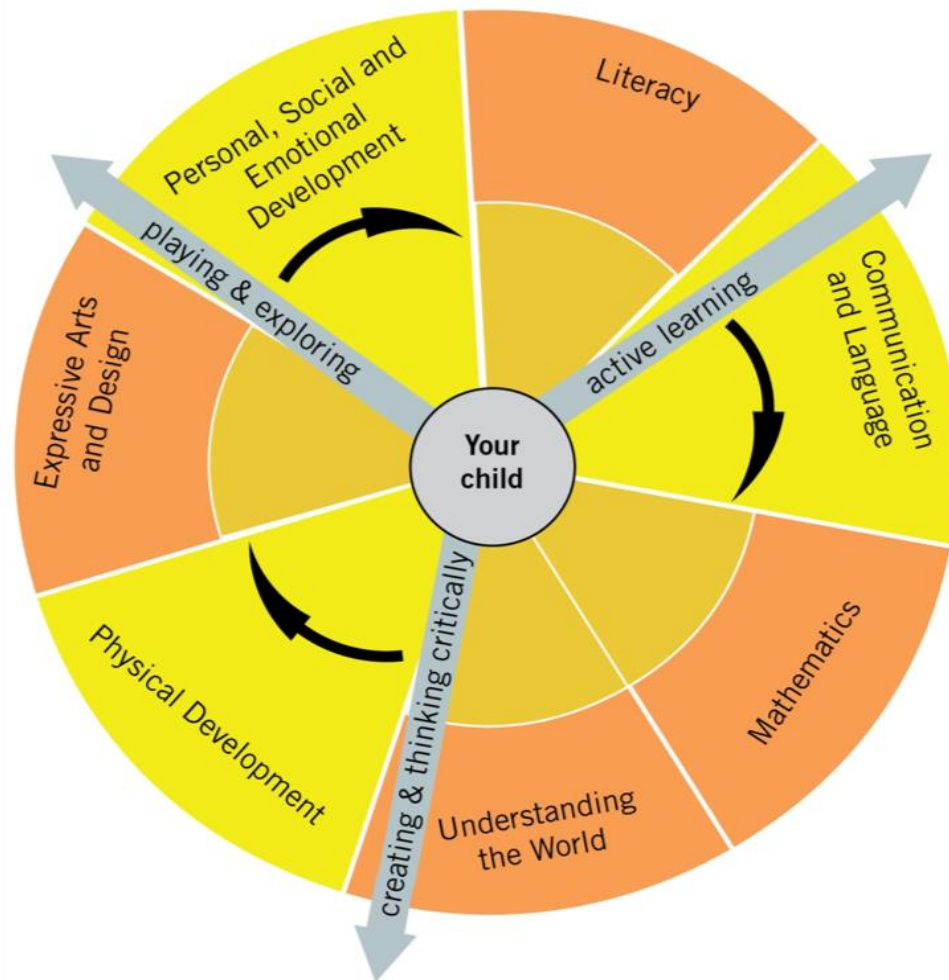 Personal, Social and
Emotional
Development
Literacy
Communication
and Language
Mathematics
Understanding
the World
Physical Development
Expressive Arts
and Design
playing & exploring
active learning
creating & thinking critically
Your
child